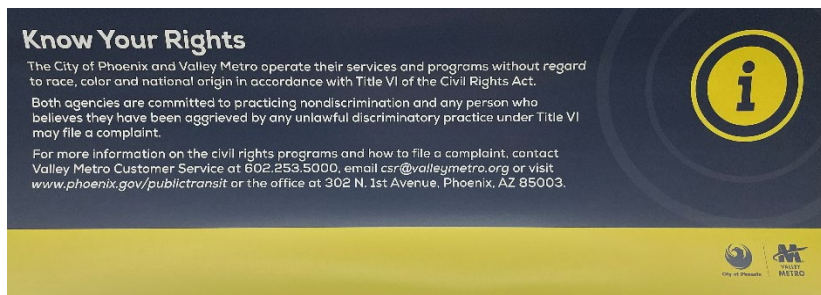 Know Your Rights
The City of Phoenix and Valley Metro operate their services and programs without regard
to race, color and national origin in accordance with Title VI of the Civil Rights Act.
Both agencies are committed to practicing nondiscrimination and any person who
believes they have been aggrieved by any unlawful discriminatory practice under Title VI
may file a complaint.
For more information on the civil rights programs and how to file a complaint, contact
Valley Metro Customer Service at 602.253.5000, email csr@valleymetro.org or visit
www.phoenix.gov/publictransit or the office at 302 N. 1st Avenue, Phoenix, AZ 85003.
i
City of Phoenix
M
VALLEY
METRO